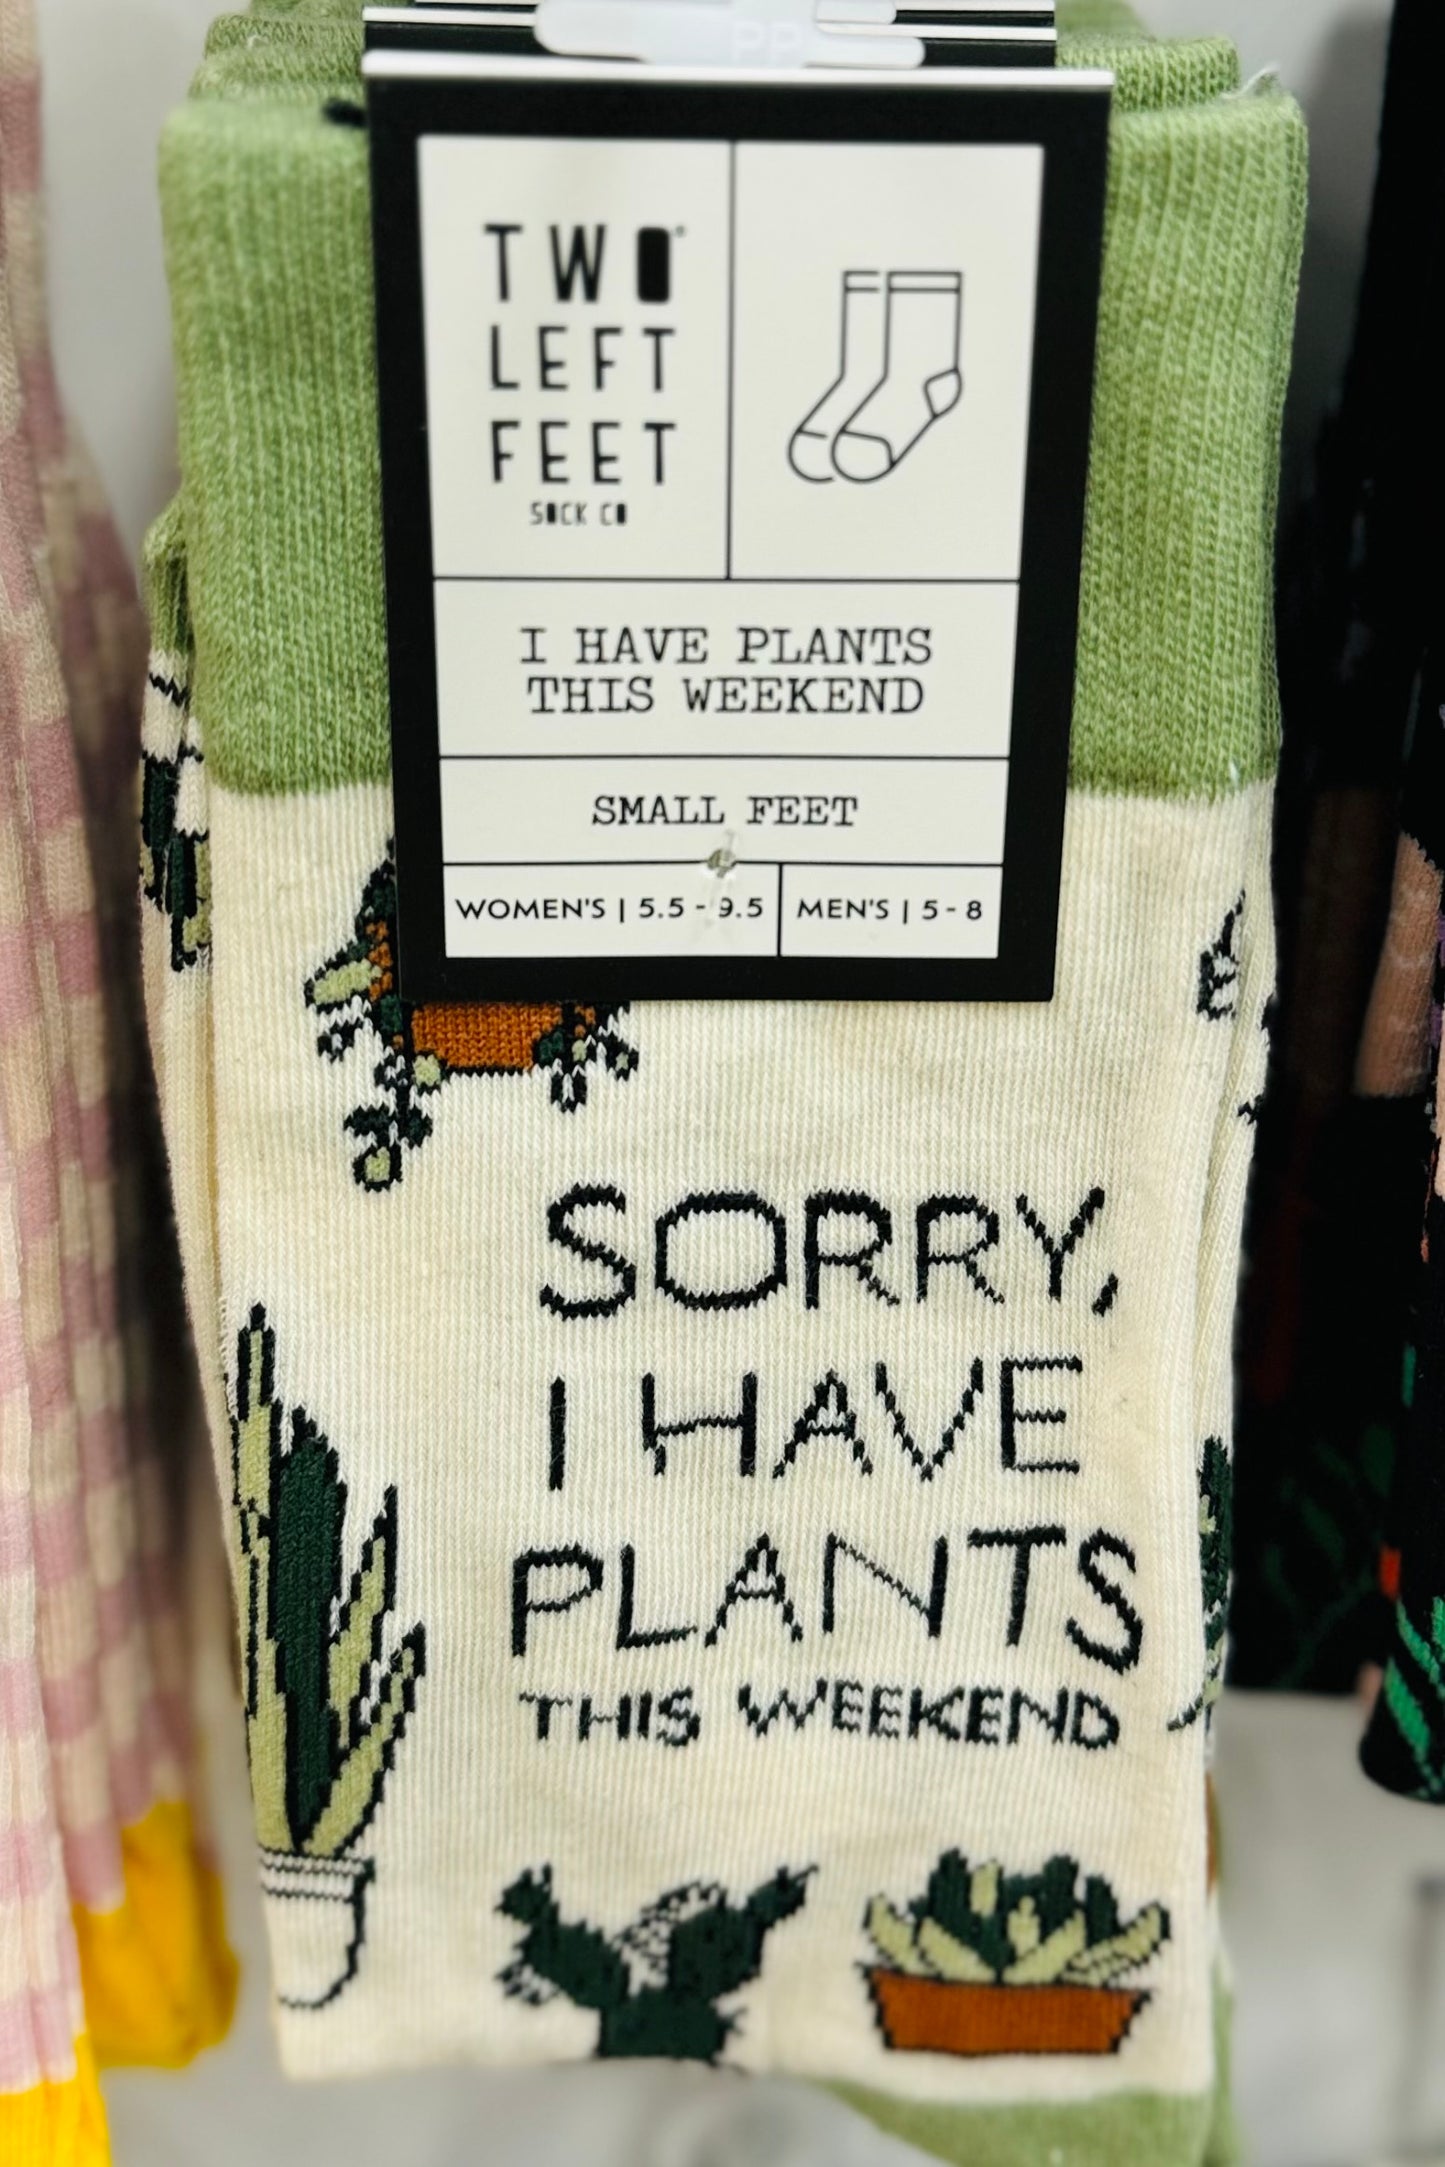 PP
TWO
LEFT
FEET
SOCK CO
I HAVE PLANTS
THIS WEEKEND
SMALL FEET
WOMEN'S | 5.5 - 9.5
MEN'S | 5 - 8
SORRY,
I HAVE
PLANTS
THIS WEEKEND